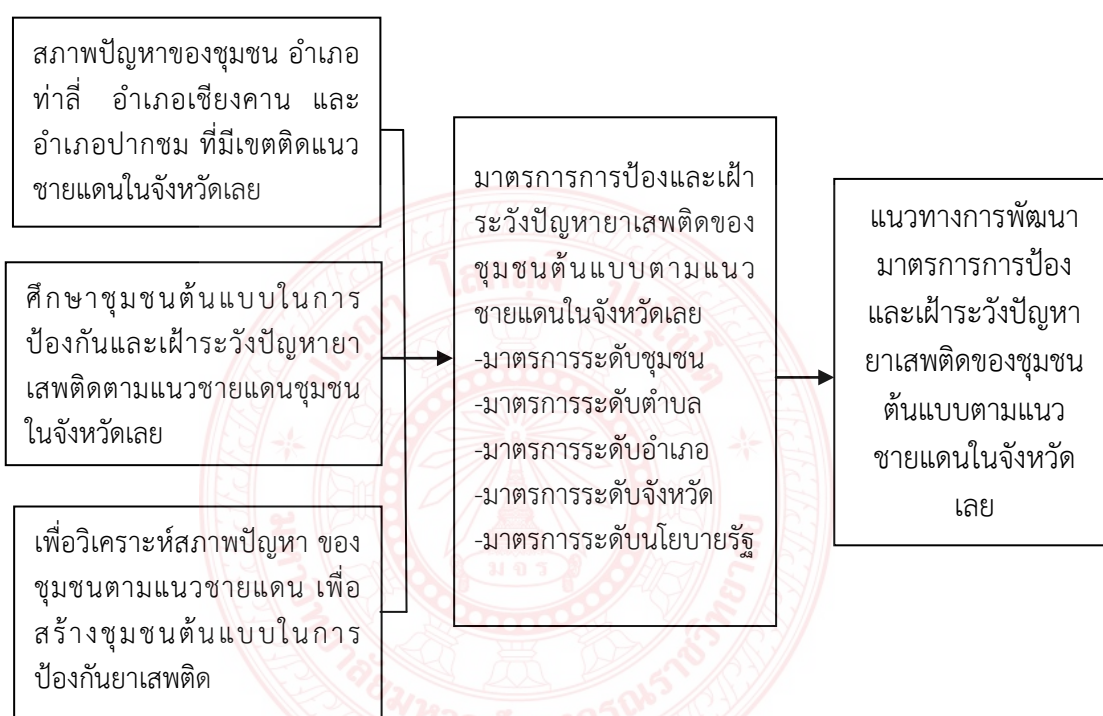 สภาพปัญหาของชุมชน อำเภอ
ท่าลี่ อำเภอเชียงคาน และ
อำเภอปากชม ที่มีเขตติดแนว
ชายแดนในจังหวัดเลย
ศึกษาชุมชนต้นแบบในการ
ป้องกันและเฝ้าระวังปัญหายา
เสพติดตามแนวชายแดนชุมชน
ในจังหวัดเลย
เพื่อวิเคราะห์สภาพปัญหา ของ
ชุมชนตามแนวชายแดน เพื่อ
สร้างชุมชนต้นแบบในการ
ป้องกันยาเสพติด
มาตรการการป้องและเฝ้า
ระวังปัญหายาเสพติดของ
ชุมชนต้นแบบตามแนว
ชายแดนในจังหวัดเลย
-มาตรการระดับชุมชน
-มาตรการระดับตำบล
-มาตรการระดับอำเภอ
-มาตรการระดับจังหวัด
-มาตรการระดับนโยบายรัฐ
แนวทางการพัฒนา
มาตรการการป้อง
และเฝ้าระวังปัญหา
ยาเสพติดของชุมชน
ต้นแบบตามแนว
ชายแดนในจังหวัด
เลย
มจร